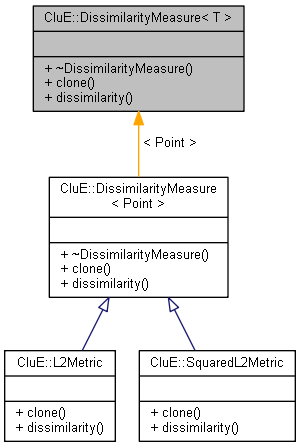 CluE::DissimilarityMeasure< T >
+ ~DissimilarityMeasure()
+ clone()
+ dissimilarity()
< Point >
CluE::DissimilarityMeasure
< Point >
+ ~DissimilarityMeasure()
+ clone()
+ dissimilarity()
CluE::L2Metric
+ clone()
+ dissimilarity()
CluE::SquaredL2Metric
+ clone()
+ dissimilarity()